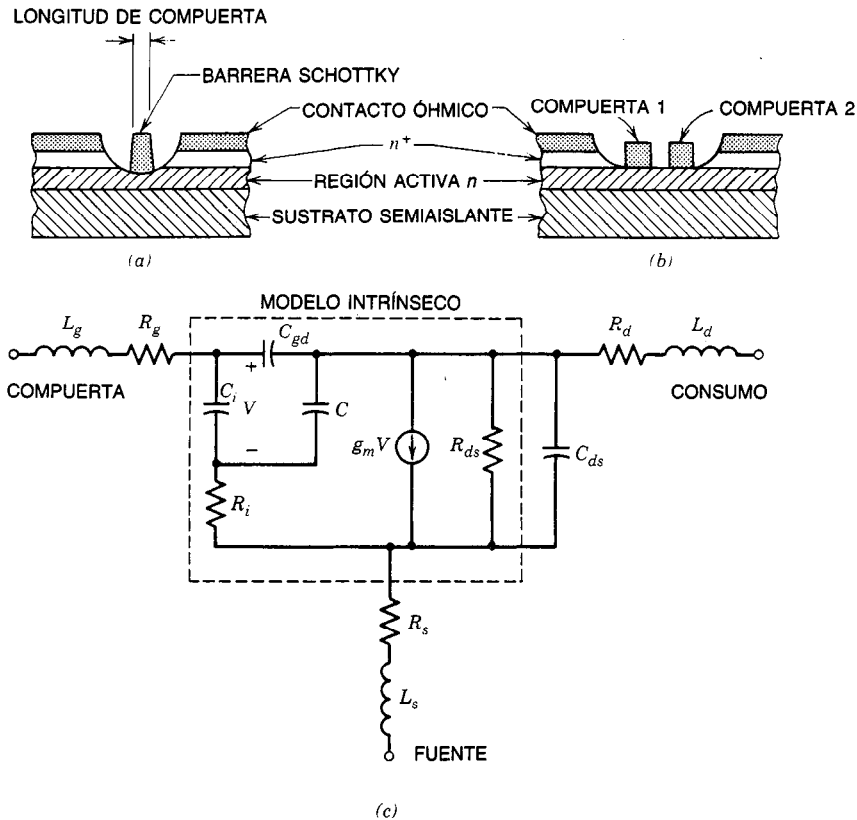 LONGITUD DE COMPUERTA
BARRERA SCHOTTKY
CONTACTO ÓHMICO
COMPUERTA 1
COMPUERTA 2
n+
REGIÓN ACTIVA n
SUSTRATO SEMIAISLANTE
(a)
(b)
MODELO INTRÍNSECO
Lg
Rg
Cgd
Rd
Ld
+
COMPUERTA
Ci
V
C
gmV
Rds
Cds
CONSUMO
−
Ri
Rs
Ls
FUENTE
(c)